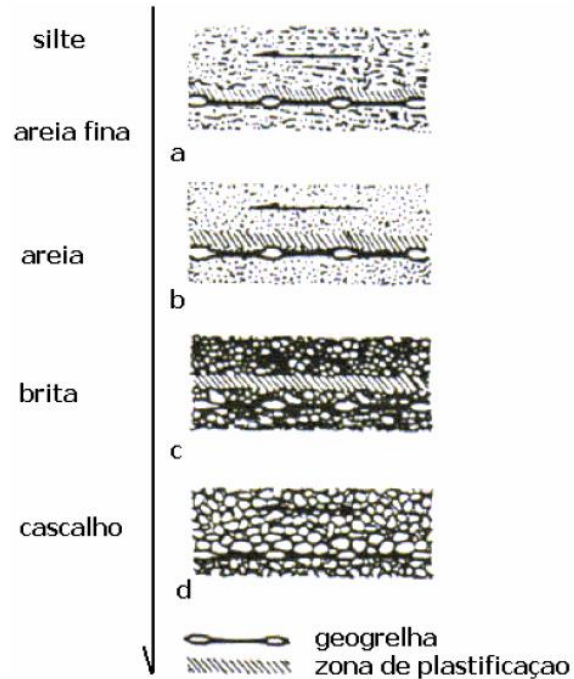 silte
areia fina
a
areia
b
brita
c
cascalho
d
geogrelha
zona de plastificaçao